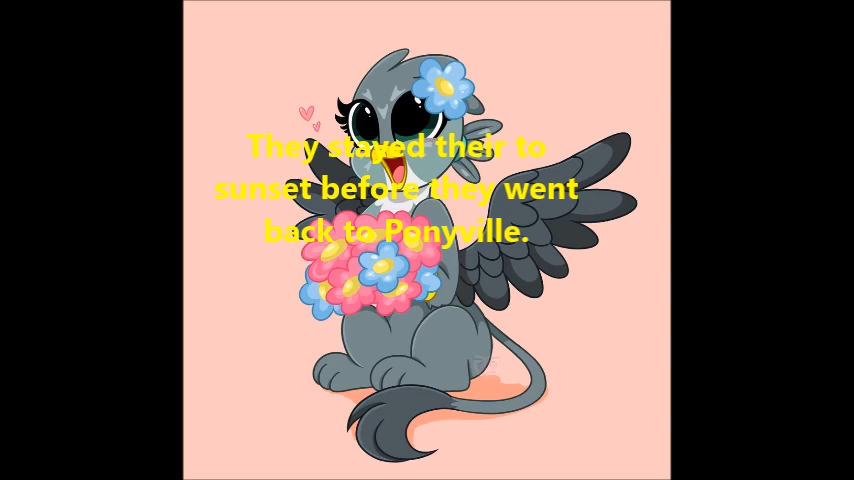 They stayed their to
sunset before they went
back to Ponyville.